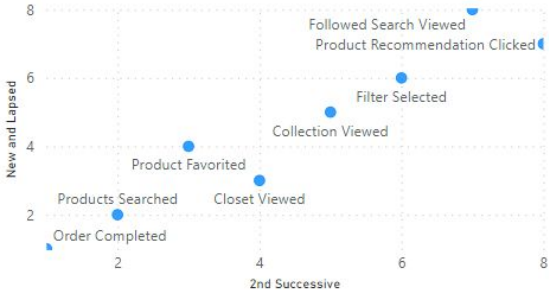 8
Followed Search Viewed
Product Recommendation Clicked
6
Filter Selected
Collection Viewed
New and Lapsed
4
Product Favorited
Products Searched
Closet Viewed
2
Order Completed
2
4
6
8
2nd Successive